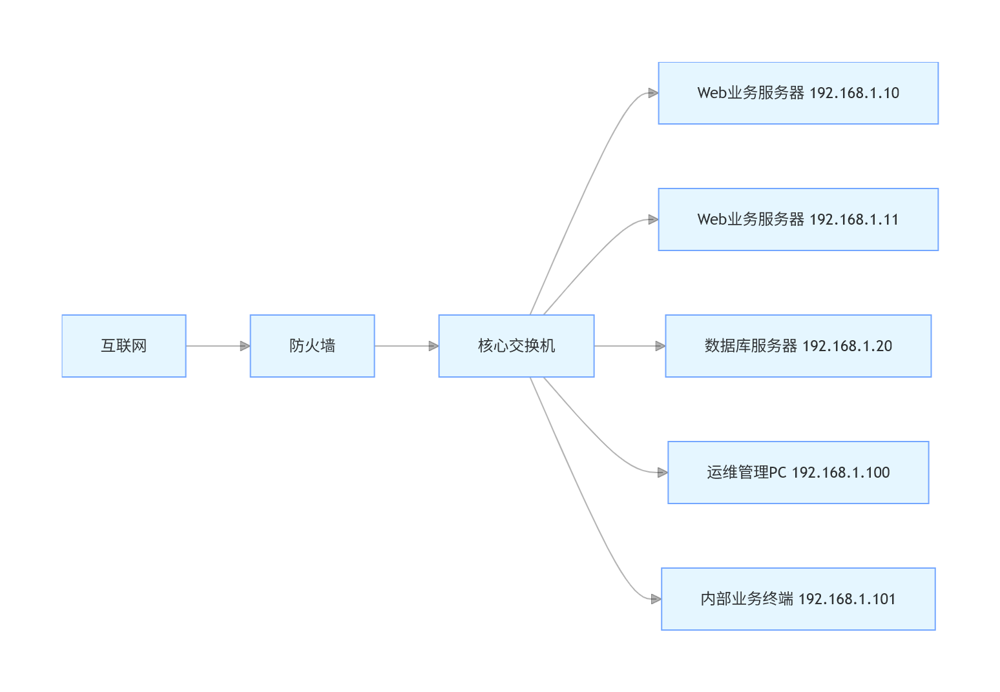 Web业务服务器 192.168.1.10
Web业务服务器 192.168.1.11
互联网
防火墙
核心交换机
数据库服务器 192.168.1.20
运维管理PC 192.168.1.100
内部业务终端 192.168.1.101